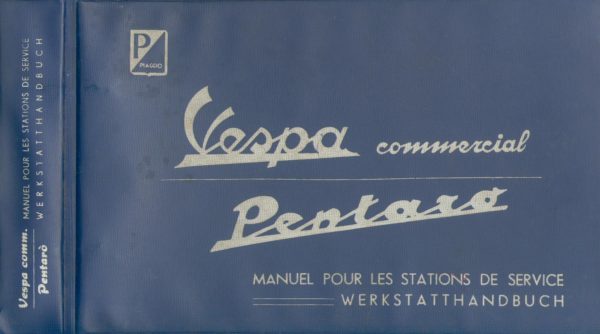 Vespa comm. MANUEL POUR LES STATIONS DE SERVICE
Pentarò WERKSTATTHANDBUCH
P
PIAGGIO
Vespa commercial
Pentarò
MANUEL POUR LES STATIONS DE SERVICE
WERKSTATTHANDBUCH